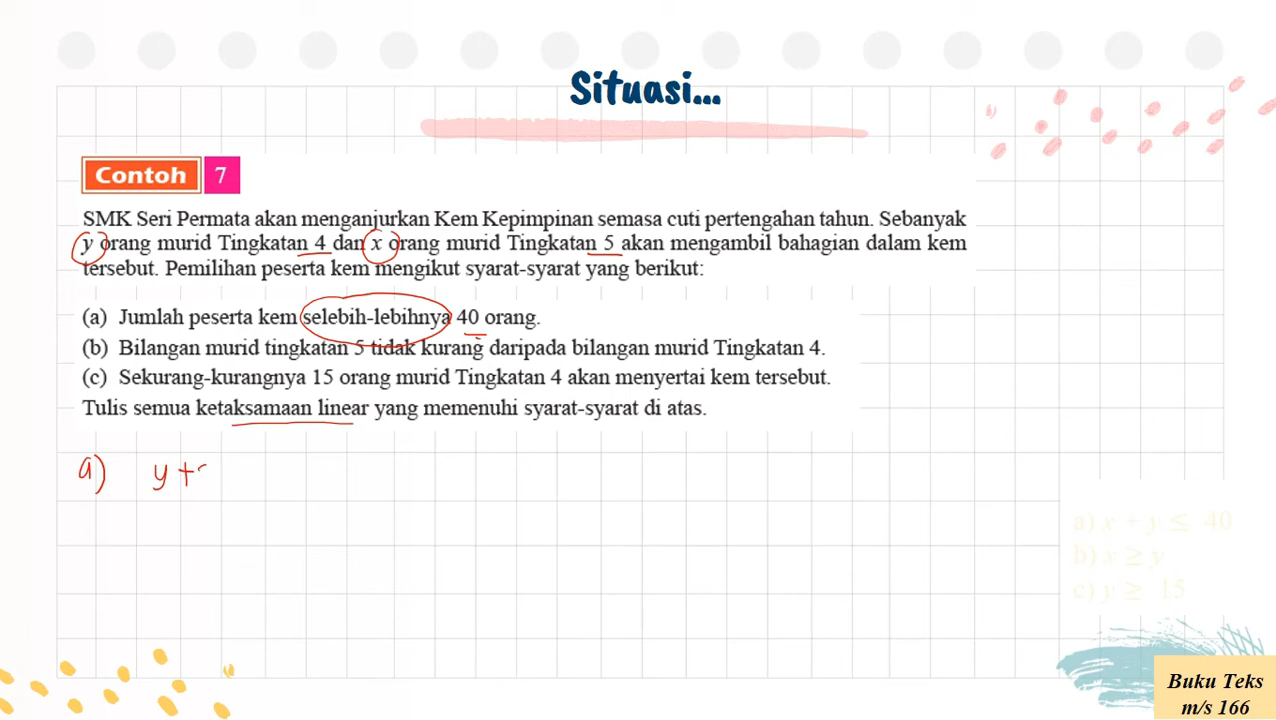 Situasi...
Contoh 7
SMK Seri Permata akan menganjurkan Kem Kepimpinan semasa cuti pertengahan tahun. Sebanyak
y orang murid Tingkatan 4 dan x orang murid Tingkatan 5 akan mengambil bahagian dalam kem
tersebut. Pemilihan peserta kem mengikut syarat-syarat yang berikut:
(a) Jumlah peserta kem selebih-lebihnya 40 orang.
(b) Bilangan murid tingkatan 5 tidak kurang daripada bilangan murid Tingkatan 4.
(c) Sekurang-kurangnya 15 orang murid Tingkatan 4 akan menyertai kem tersebut.
Tulis semua ketaksamaan linear yang memenuhi syarat-syarat di atas.
a) y +
a) x + y ≤ 40
b) x ≥ y
c) y ≥ 15
Buku Teks
m/s 166